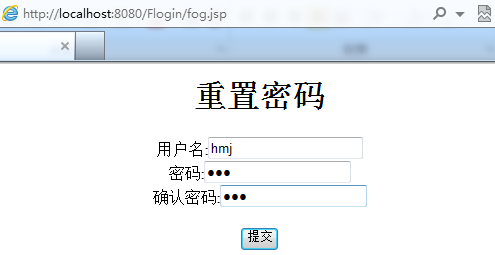 http://localhost:8080/Flogin/fog.jsp
重置密码
用户名:hmj
密码:●●●
确认密码:●●●
提交